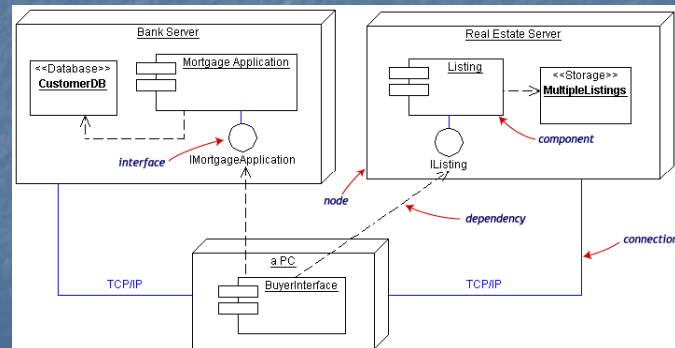 Bank Server
<<Database>>
CustomerDB
Mortgage Application
interface
IMortgageApplication
Real Estate Server
Listing
<<Storage>>
MultipleListings
component
IListing
node
dependency
connection
TCP/IP
a PC
BuyerInterface
TCP/IP